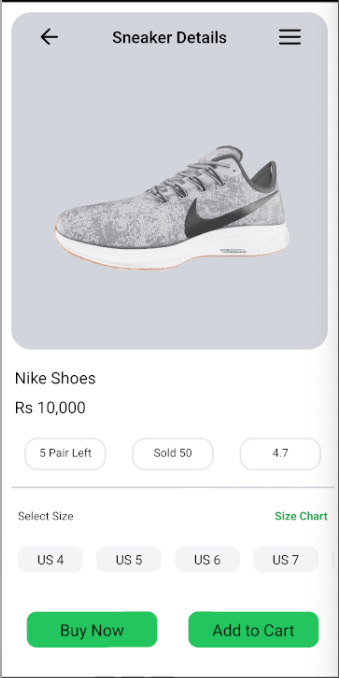 Sneaker Details
Nike Shoes
Rs 10,000
5 Pair Left
Sold 50
4.7
Select Size
Size Chart
US 4
US 5
US 6
US 7
Buy Now
Add to Cart